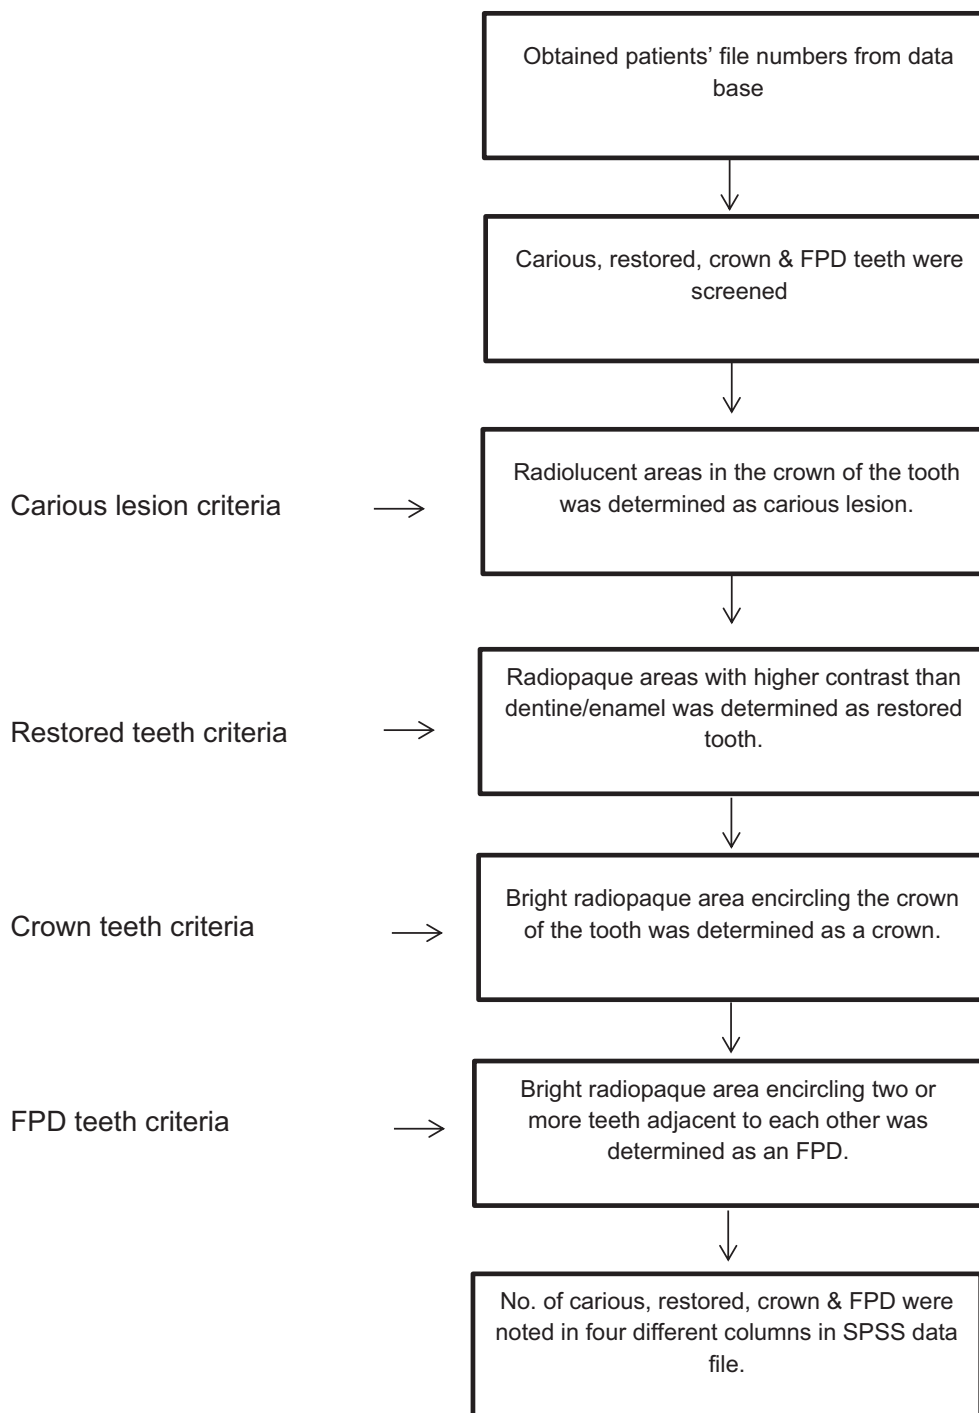 Obtained patients’ file numbers from data
base
Carious, restored, crown & FPD teeth were
screened
Carious lesion criteria
Radiolucent areas in the crown of the tooth
was determined as carious lesion.
Restored teeth criteria
Radiopaque areas with higher contrast than
dentine/enamel was determined as restored
tooth.
Crown teeth criteria
Bright radiopaque area encircling the crown
of the tooth was determined as a crown.
FPD teeth criteria
Bright radiopaque area encircling two or
more teeth adjacent to each other was
determined as an FPD.
No. of carious, restored, crown & FPD were
noted in four different columns in SPSS data
file.